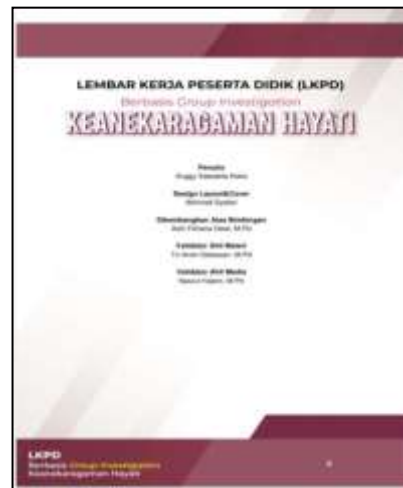 LEMBAR KERJA PESERTA DIDIK (LKPD)
Berbasis Group Investigation
KEANEKARAGAMAN HAYATI
Penulis
Design Layout&Cover
Dikembangkan Atas Bimbingan
Validator Ahli Materi
Validator Ahli Media
LKPD
Berbasis Group Investigation
Keanekaragaman Hayati